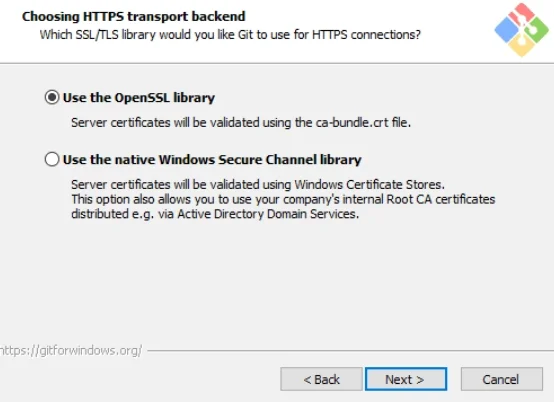 Choosing HTTPS transport backend
Which SSL/TLS library would you like Git to use for HTTPS connections?
Use the OpenSSL library
Server certificates will be validated using the ca-bundle.crt file.
Use the native Windows Secure Channel library
Server certificates will be validated using Windows Certificate Stores.
This option also allows you to use your company's internal Root CA certificates
distributed e.g. via Active Directory Domain Services.
https://gitforwindows.org/
< Back
Next >
Cancel